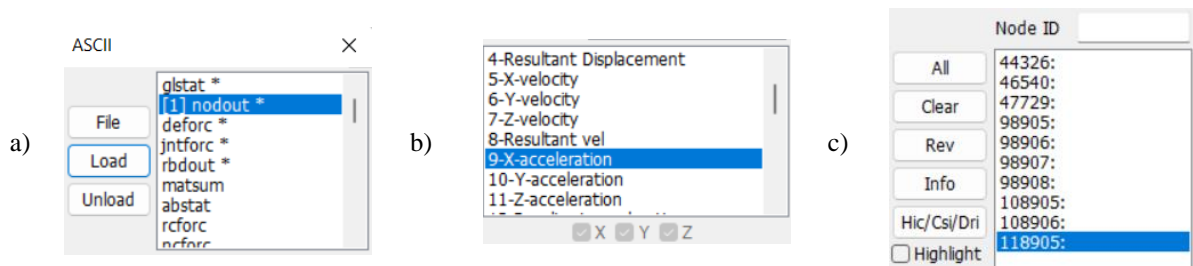 a)
ASCII
File
Load
Unload
glstat *
[1] nodout *
deforc *
jntforc *
rbdout *
matsum
abstat
rcforc
ncforc
b)
4-Resultant Displacement
5-X-velocity
6-Y-velocity
7-Z-velocity
8-Resultant vel
9-X-acceleration
10-Y-acceleration
11-Z-acceleration
X Y Z
c)
Node ID
All
Clear
Rev
Info
Hic/Csi/Dri
Highlight
44326:
46540:
47729:
98905:
98906:
98907:
98908:
108905:
108906:
118905: